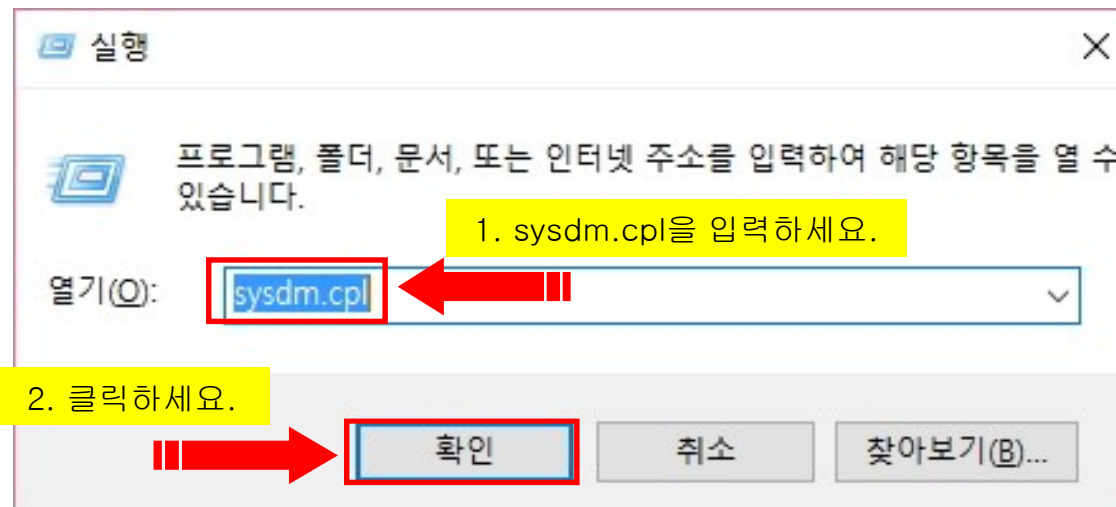 실행
프로그램, 폴더, 문서, 또는 인터넷 주소를 입력하여 해당 항목을 열 수
있습니다.
1. sysdm.cpl을 입력하세요.
열기(O):
sysdm.cpl
2. 클릭하세요.
확인
취소
찾아보기(B)...